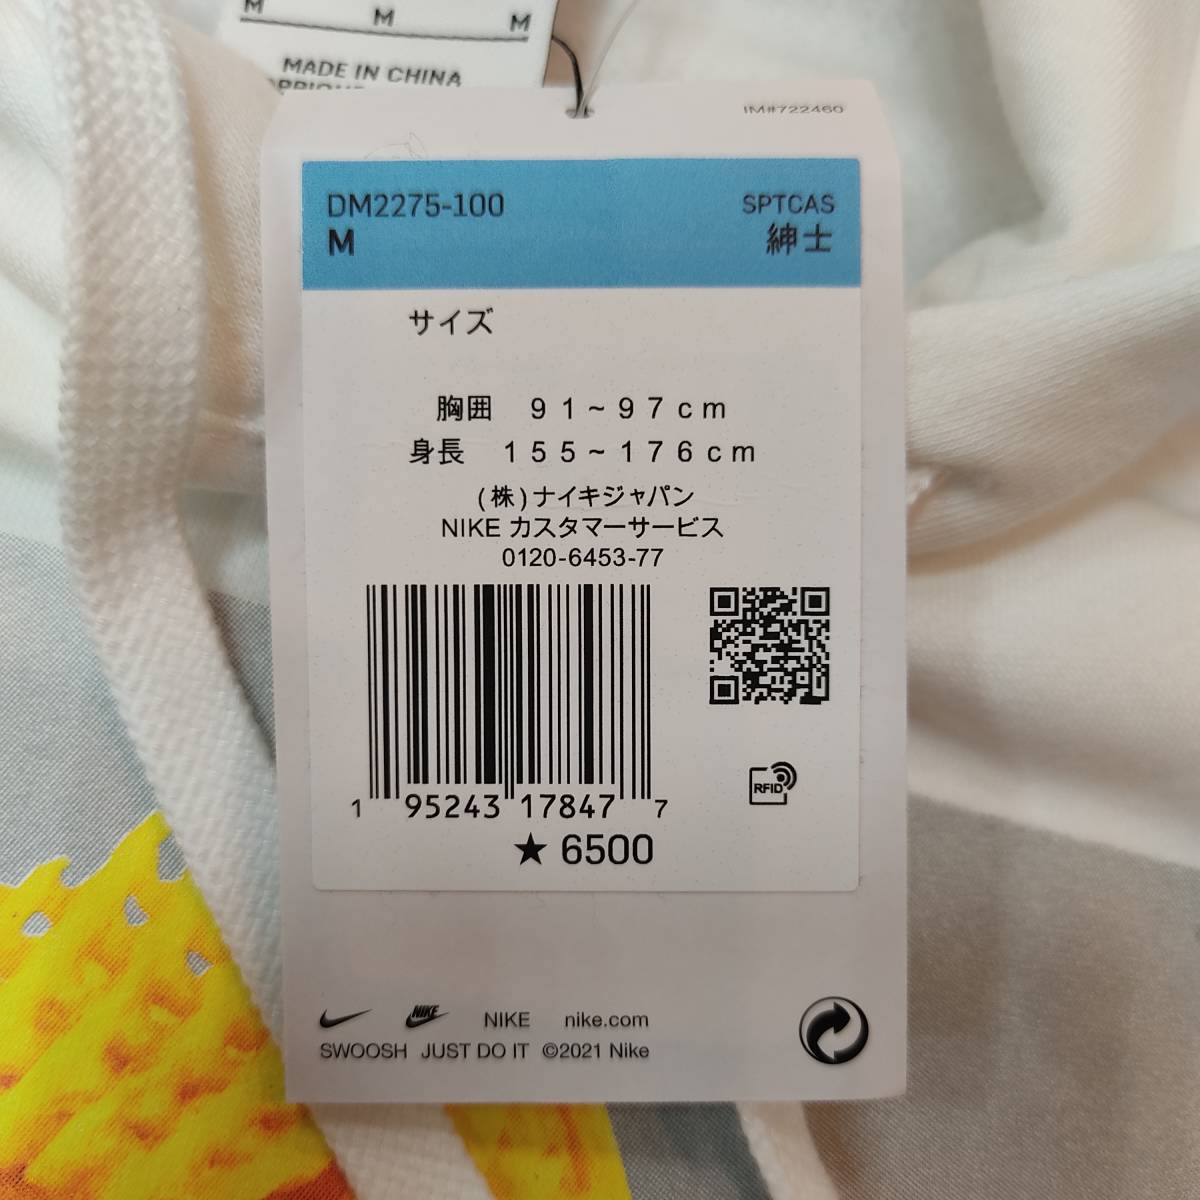 M M M
MADE IN CHINA
IM#722460
DM2275-100 SPTCAS
M 紳士
サイズ
胸囲 91~97cm
身長 155~176cm
(株)ナイキジャパン
NIKE カスタマーサービス
0120-6453-77
1 95243 17847 7
RFID
★ 6500
NIKE NIKE nike.com
SWOOSH JUST DO IT ©2021 Nike